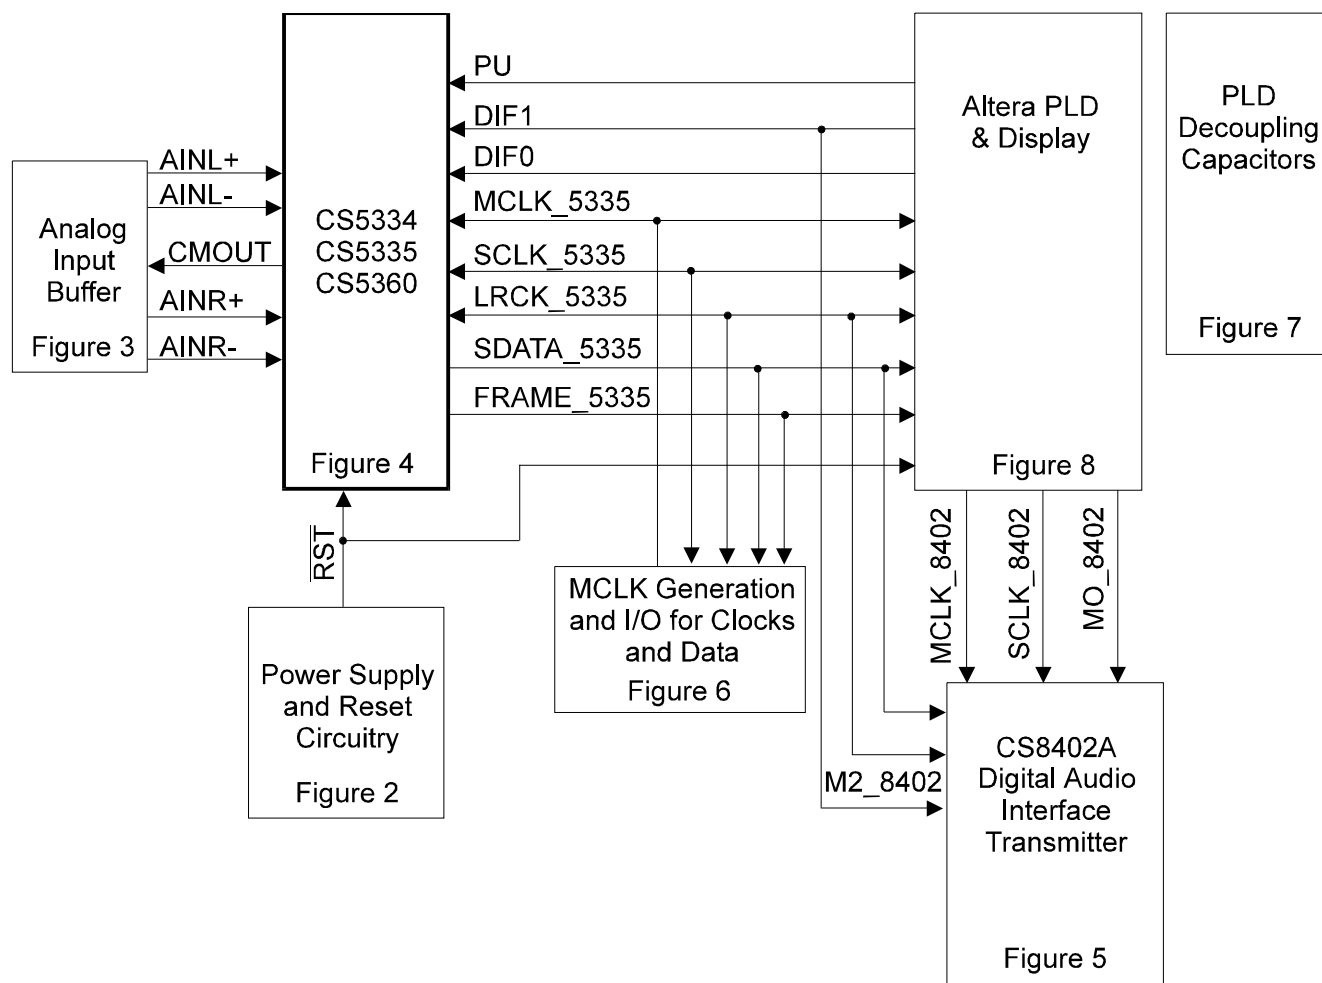 AINL+
AINL-
CMOUT
AINR+
AINR-
Analog
Input
Buffer
Figure 3
CS5334
CS5335
CS5360
Figure 4
PU
DIF1
DIF0
MCLK_5335
SCLK_5335
LRCK_5335
SDATA_5335
FRAME_5335
Altera PLD
& Display
Figure 8
PLD
Decoupling
Capacitors
Figure 7
RST
Power Supply
and Reset
Circuitry
Figure 2
MCLK Generation
and I/O for Clocks
and Data
Figure 6
MCLK_8402
SCLK_8402
MO_8402
M2_8402
CS8402A
Digital Audio
Interface
Transmitter
Figure 5